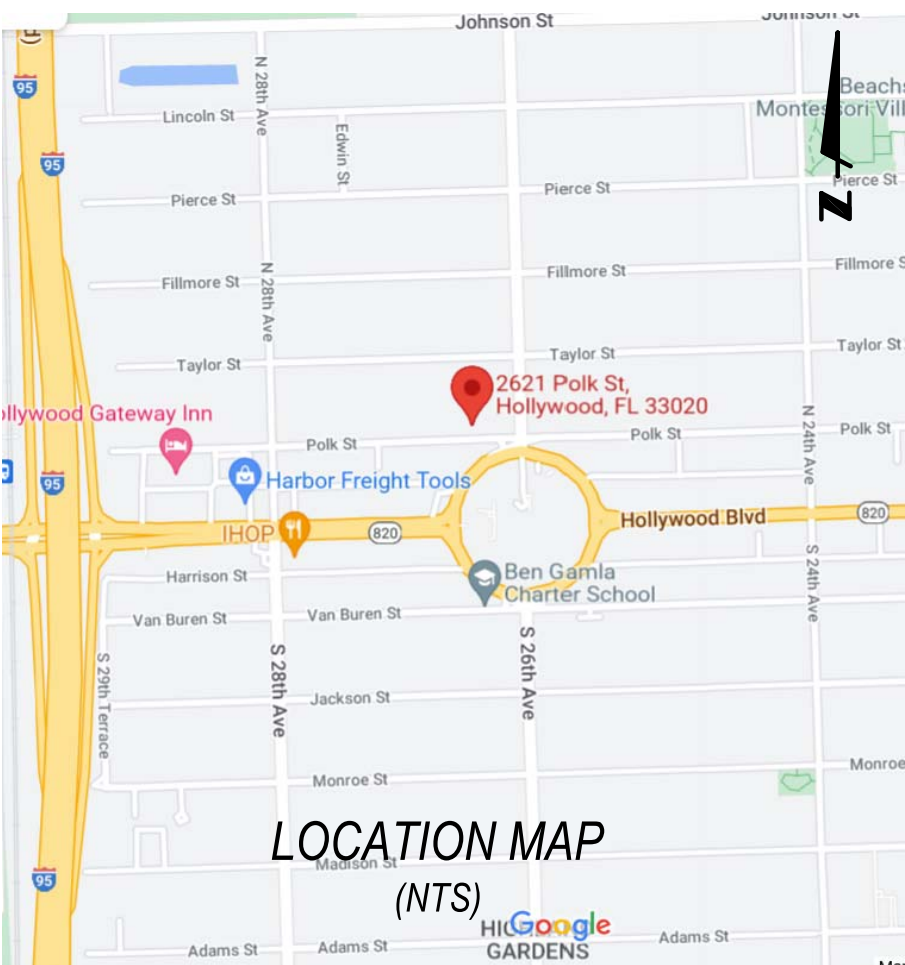 Johnson St
Johnson St
95
N 28th Ave
Beachs
Montessori Vill
Lincoln St
Edwin St
95
Pierce St
Pierce St
Pierce St
N
Fillmore St
N 28th Ave
Fillmore St
Fillmore S
Taylor St
Taylor St
Taylor St
2621 Polk St,
Hollywood, FL 33020
ollywood Gateway Inn
Polk St
Polk St
N 24th Ave
Polk St
95
Harbor Freight Tools
IHOP
820
Hollywood Blvd
820
Harrison St
Ben Gamla
Charter School
S 24th Ave
Van Buren St
Van Buren St
S 29th Terrace
S 28th Ave
S 26th Ave
Jackson St
Monroe St
Monroe
LOCATION MAP
Madison St
(NTS)
95
Google
GARDENS
Adams St
Adams St
Adams St